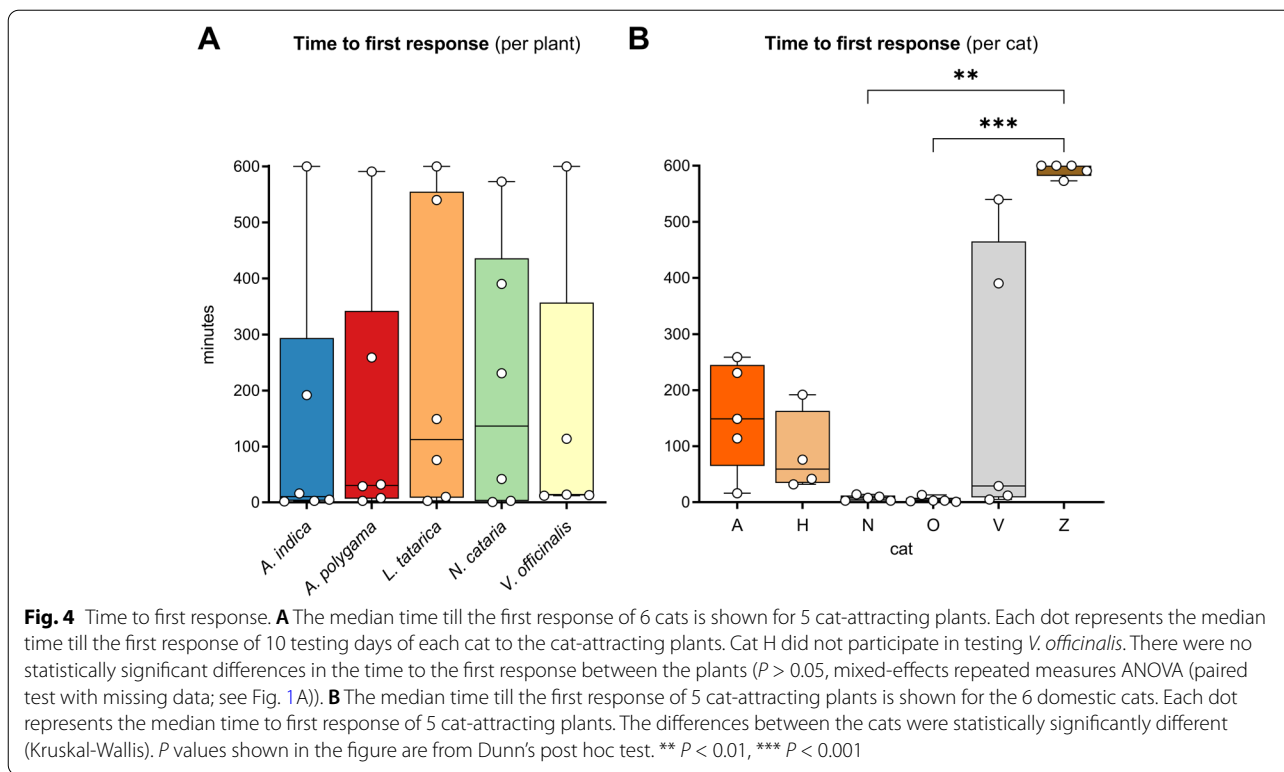 A
Time to first response (per plant)
B
Time to first response (per cat)
**
***
600
500
400
300
200
100
0
minutes
A. indica
A. polygama
L. tatarica
N. cataria
V. officinalis
600
500
400
300
200
100
0
A H N O V Z
cat
Fig. 4 Time to first response. A The median time till the first response of 6 cats is shown for 5 cat-attracting plants. Each dot represents the median
time till the first response of 10 testing days of each cat to the cat-attracting plants. Cat H did not participate in testing V. officinalis. There were no
statistically significant differences in the time to the first response between the plants (P > 0.05, mixed-effects repeated measures ANOVA (paired
test with missing data; see Fig. 1A)). B The median time till the first response of 5 cat-attracting plants is shown for the 6 domestic cats. Each dot
represents the median time to first response of 5 cat-attracting plants. The differences between the cats were statistically significantly different
(Kruskal-Wallis). P values shown in the figure are from Dunn’s post hoc test. ** P < 0.01, *** P < 0.001